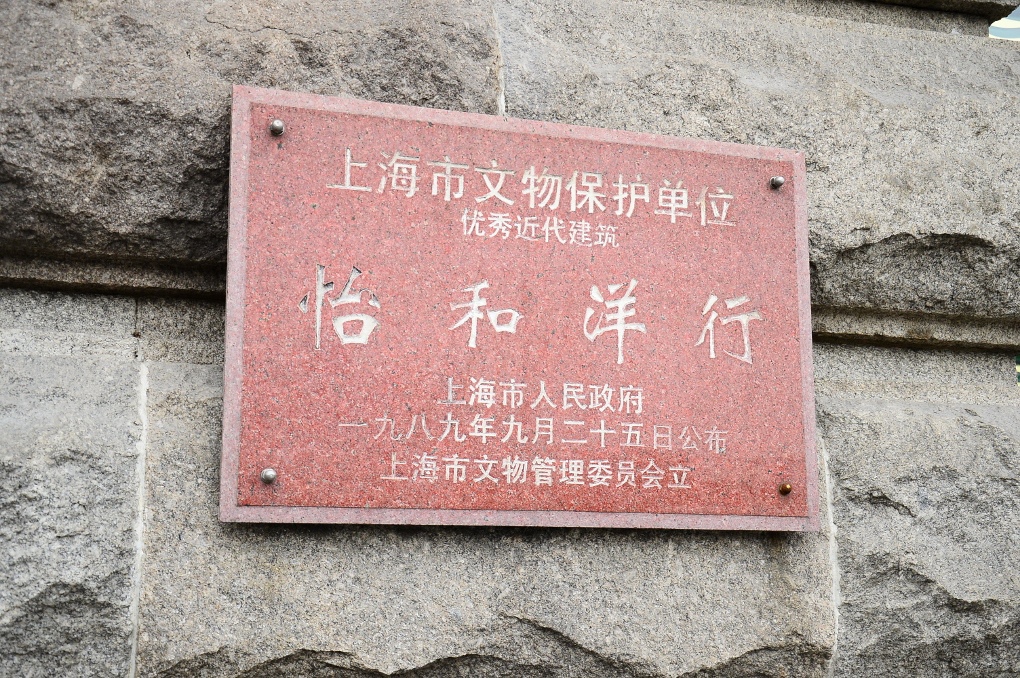 上海市文物保护单位
优秀近代建筑
怡和洋行
上海市人民政府
一九八九年九月二十五日公布
上海市文物管理委员会立